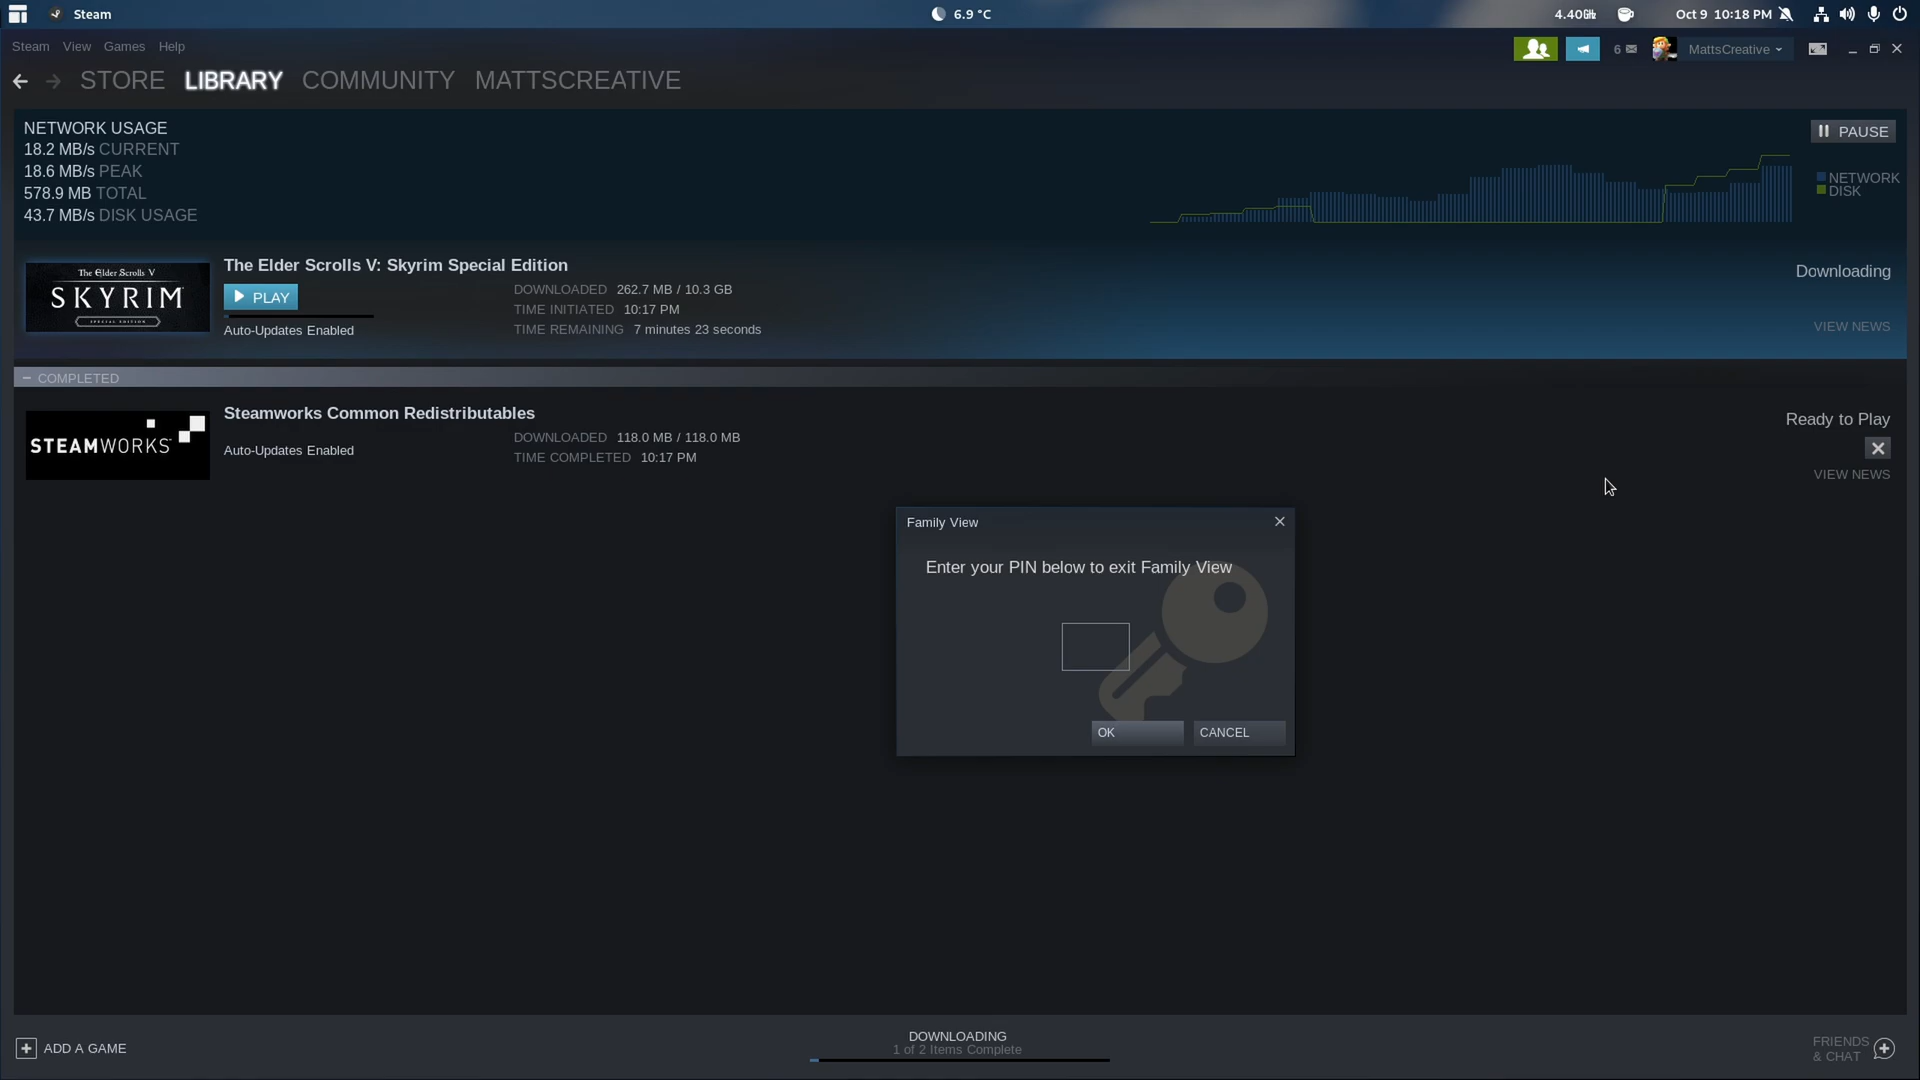 Steam
6.9 °C
4.40GHz
Oct 9 10:18 PM
Steam View Games Help
6
MattsCreative
STORE LIBRARY COMMUNITY MATTSCREATIVE
NETWORK USAGE
18.2 MB/s CURRENT
18.6 MB/s PEAK
578.9 MB TOTAL
43.7 MB/s DISK USAGE
PAUSE
NETWORK
DISK
The Elder Scrolls V
SKYRIM
SPECIAL EDITION
The Elder Scrolls V: Skyrim Special Edition
PLAY
Auto-Updates Enabled
DOWNLOADED 262.7 MB / 10.3 GB
TIME INITIATED 10:17 PM
TIME REMAINING 7 minutes 23 seconds
Downloading
VIEW NEWS
COMPLETED
STEAMWORKS
Steamworks Common Redistributables
Auto-Updates Enabled
DOWNLOADED 118.0 MB / 118.0 MB
TIME COMPLETED 10:17 PM
Ready to Play
VIEW NEWS
Family View
Enter your PIN below to exit Family View
OK
CANCEL
ADD A GAME
DOWNLOADING
1 of 2 Items Complete
FRIENDS
& CHAT